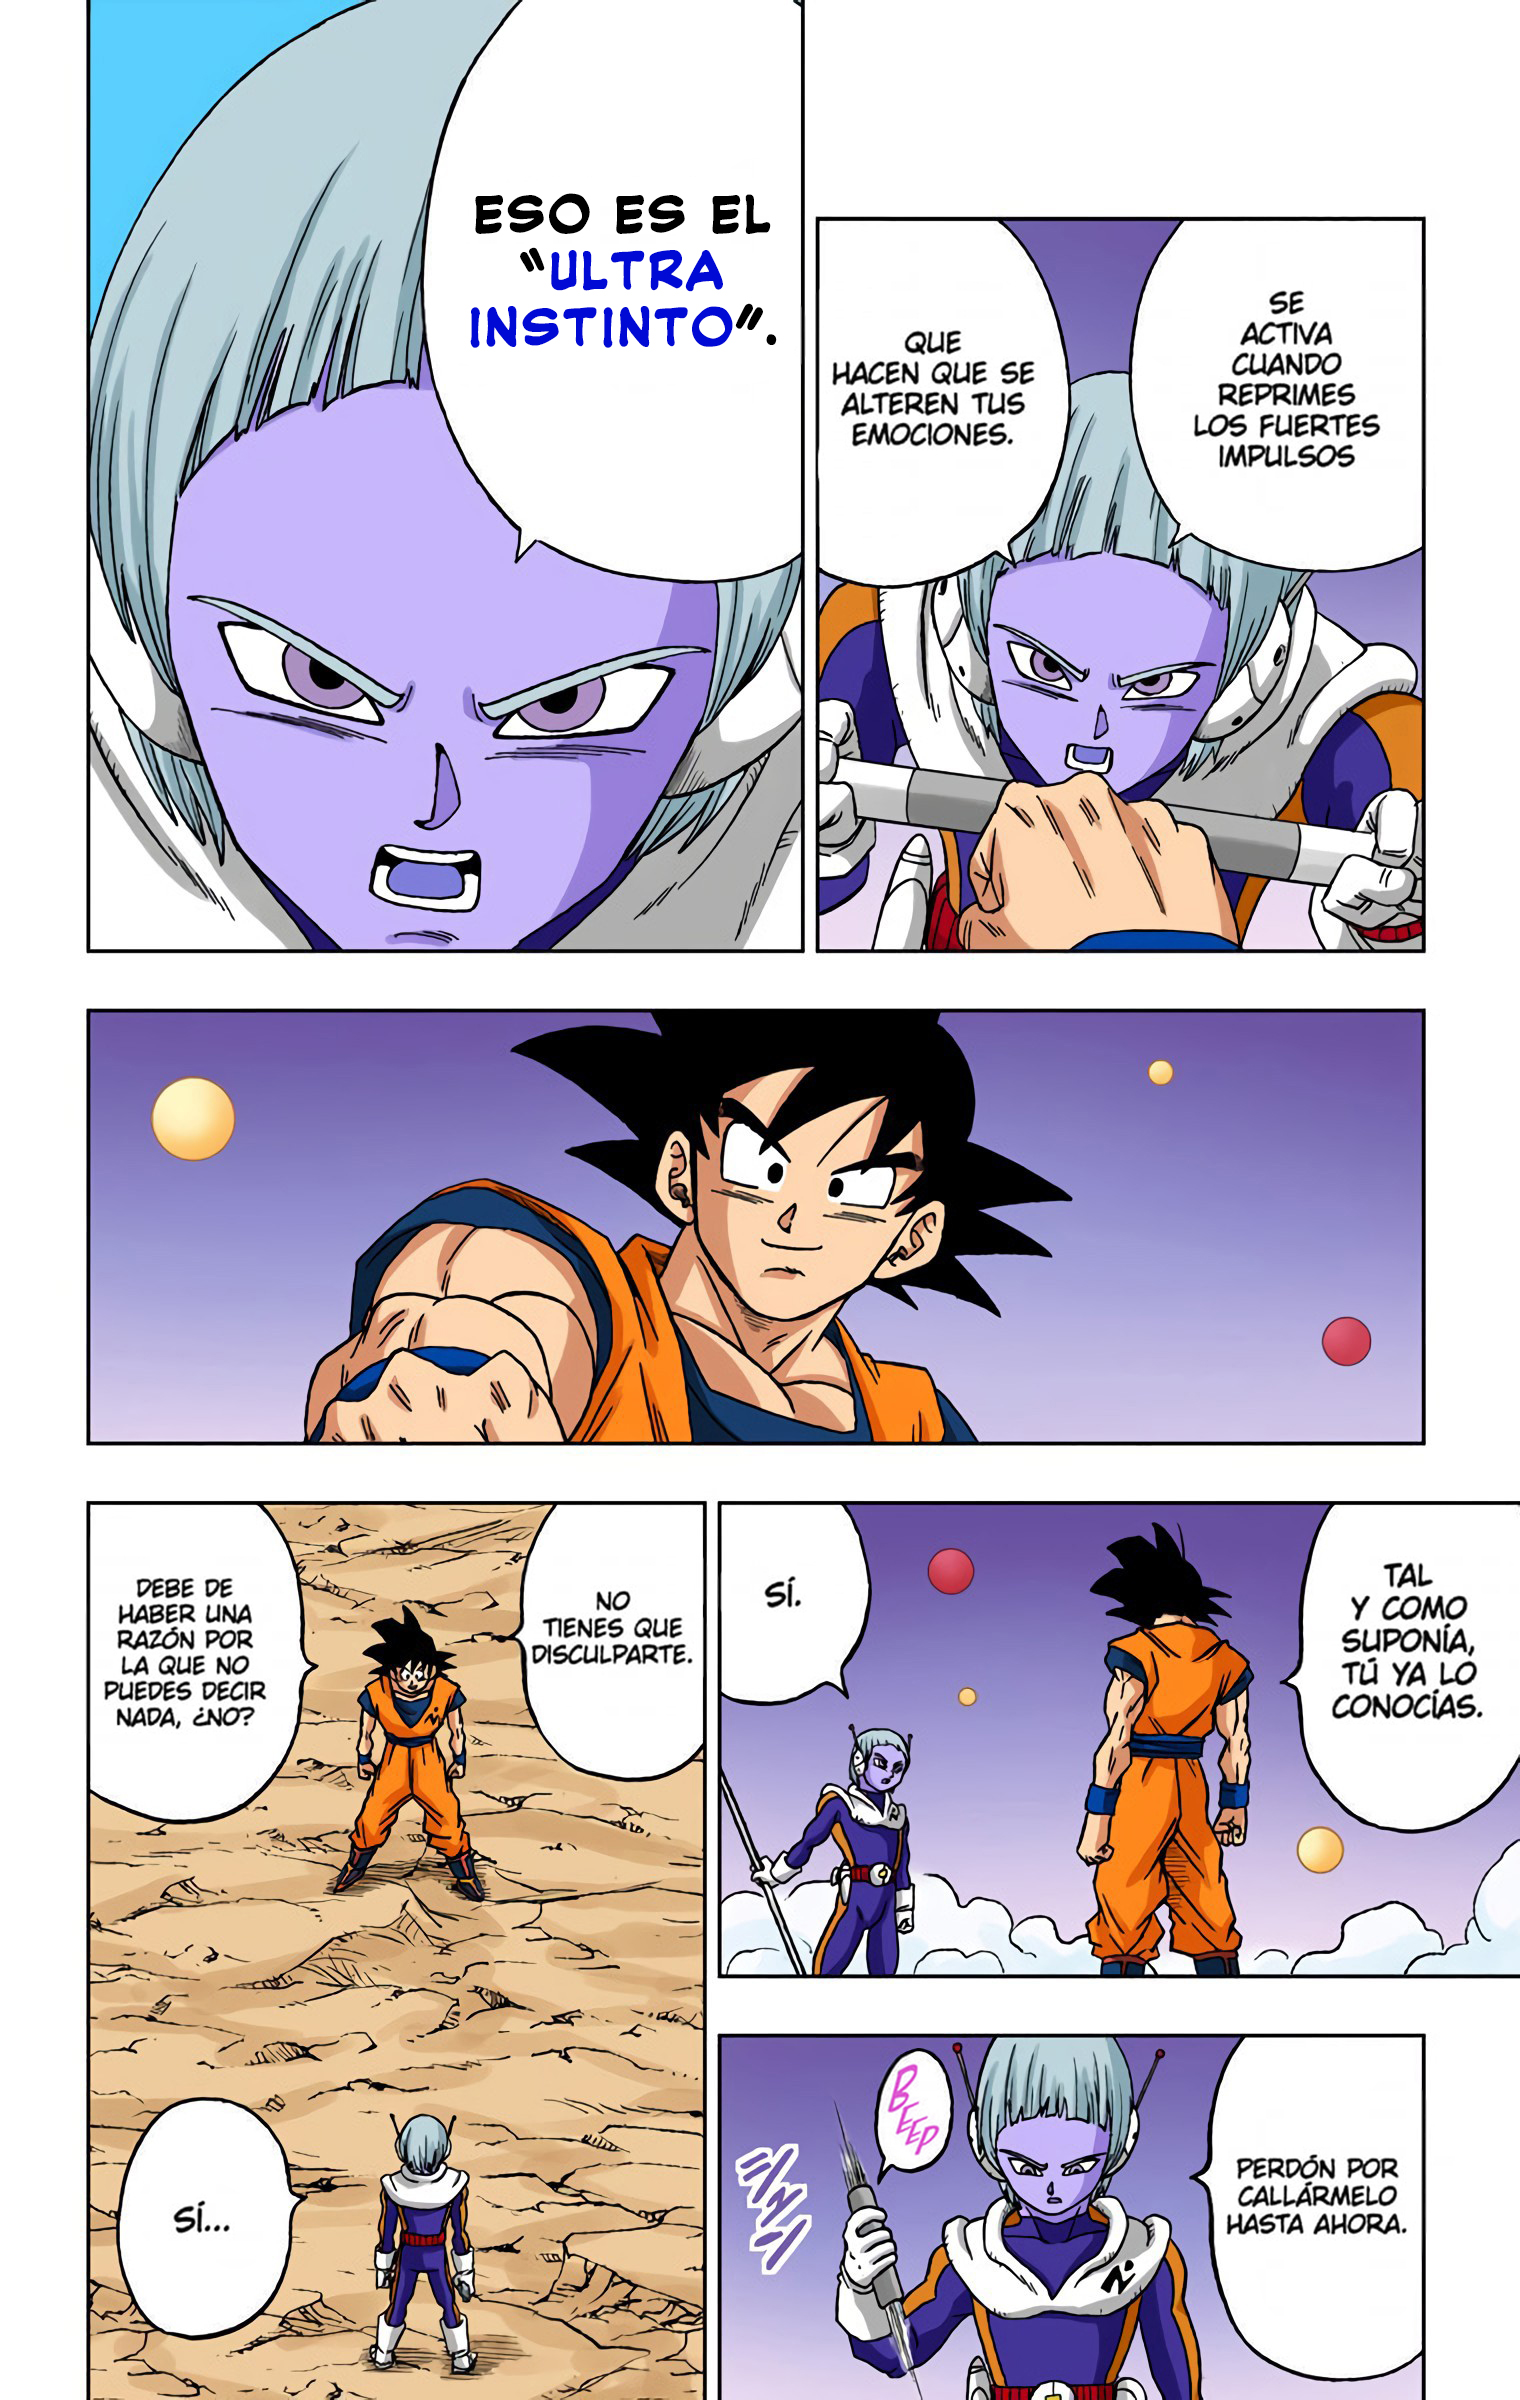 SE
ACTIVA
CUANDO
REPRIMES
LOS FUERTES
IMPULSOS
QUE
HACEN QUE SE
ALTEREN TUS
EMOCIONES.
ESO ES EL
"ULTRA
INSTINTO".
TAL
Y COMO
SUPONÍA,
TÚ YA LO
CONOCÍAS.
SÍ.
PERDÓN POR
CALLÁRMELO
HASTA AHORA.
BEEP
NO
TIENES QUE
DISCULPARTE.
DEBE DE
HABER UNA
RAZÓN POR
LA QUE NO
PUEDES DECIR
NADA, ¿NO?
SÍ...